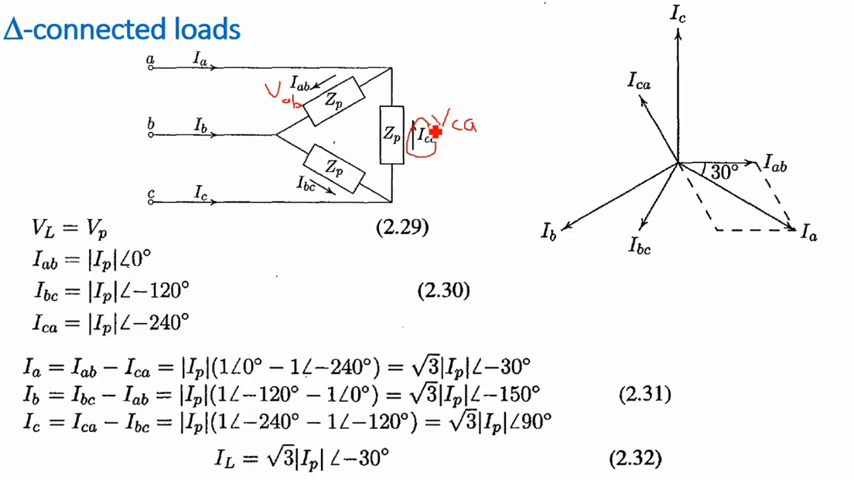 Δ-connected loads
a I_a
I_ab
V_ab
Z_p
b I_b
Z_p
V_ca
Z_p
I_bc
c I_c
I_c
I_ca
30° I_ab
I_b
I_bc
I_a
V_L = V_p (2.29)
I_ab = |I_p|∠0°
I_bc = |I_p|∠−120° (2.30)
I_ca = |I_p|∠−240°
I_a = I_ab − I_ca = |I_p|(1∠0° − 1∠−240°) = √3|I_p|∠−30°
I_b = I_bc − I_ab = |I_p|(1∠−120° − 1∠0°) = √3|I_p|∠−150° (2.31)
I_c = I_ca − I_bc = |I_p|(1∠−240° − 1∠−120°) = √3|I_p|∠90°
I_L = √3|I_p| ∠−30° (2.32)